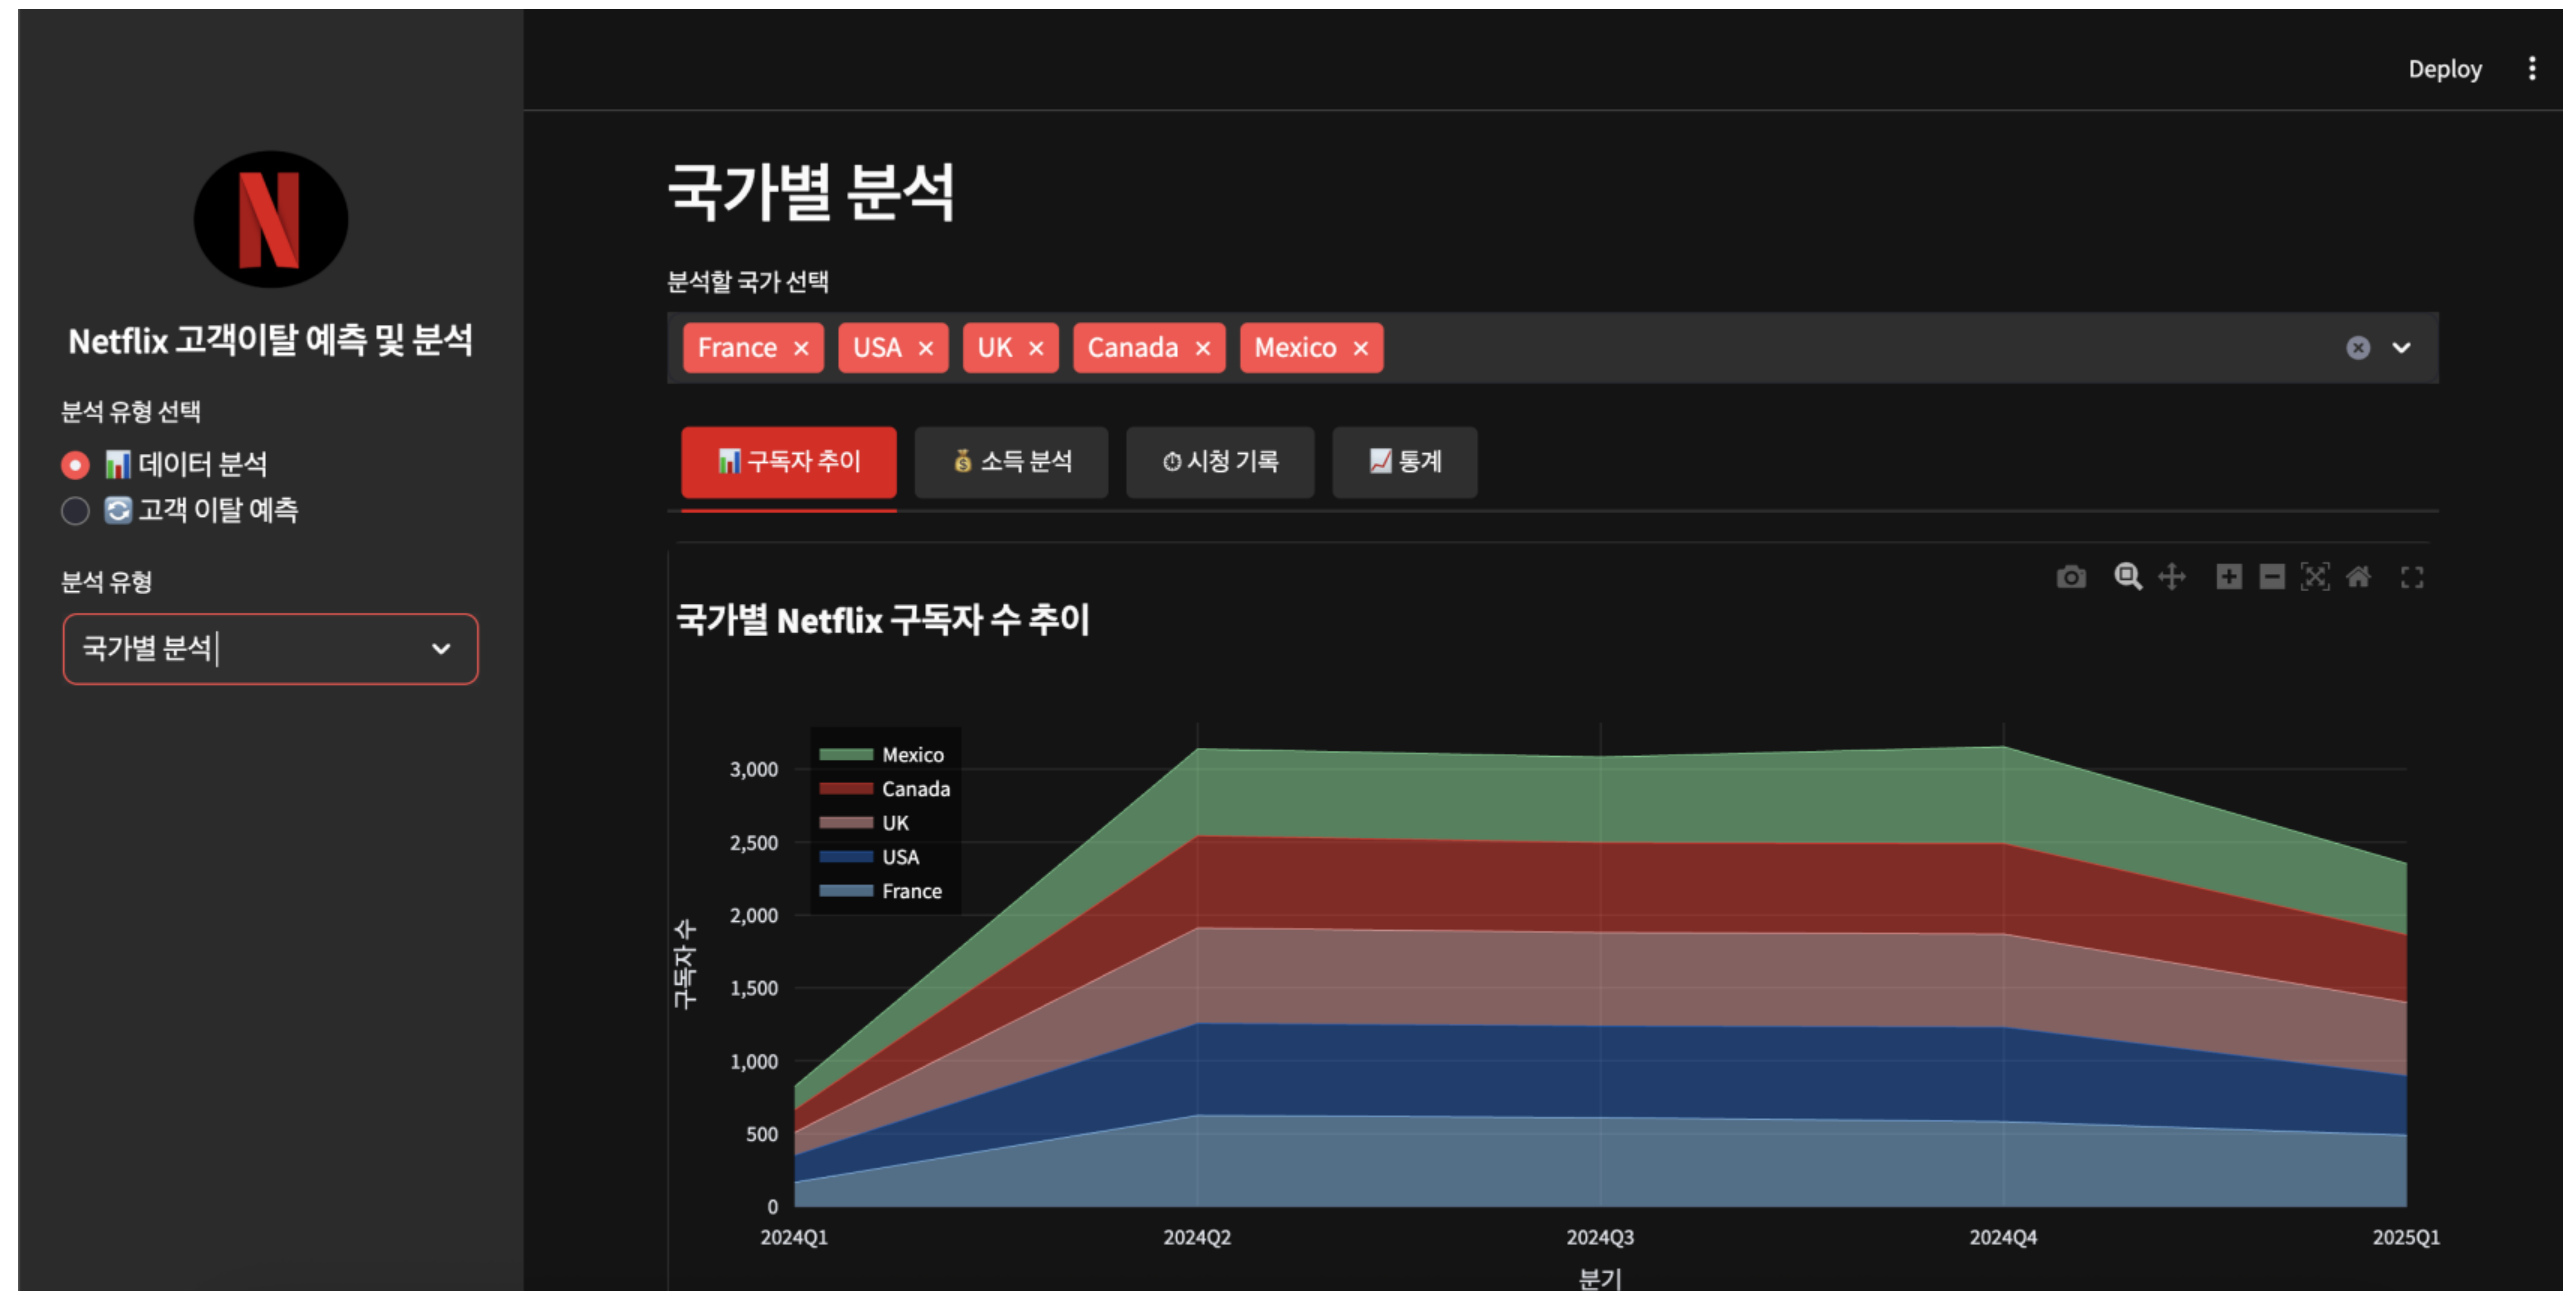 Deploy
N
Netflix 고객이탈 예측 및 분석
분석 유형 선택
📊 데이터 분석
🔄 고객 이탈 예측
분석 유형
국가별 분석
국가별 분석
분석할 국가 선택
France × USA × UK × Canada × Mexico ×
📊 구독자 추이 💰 소득 분석 ⏱ 시청 기록 📈 통계
국가별 Netflix 구독자 수 추이
Mexico
Canada
UK
USA
France
구독자 수
3,000
2,500
2,000
1,500
1,000
500
0
2024Q1 2024Q2 2024Q3 2024Q4 2025Q1
분기